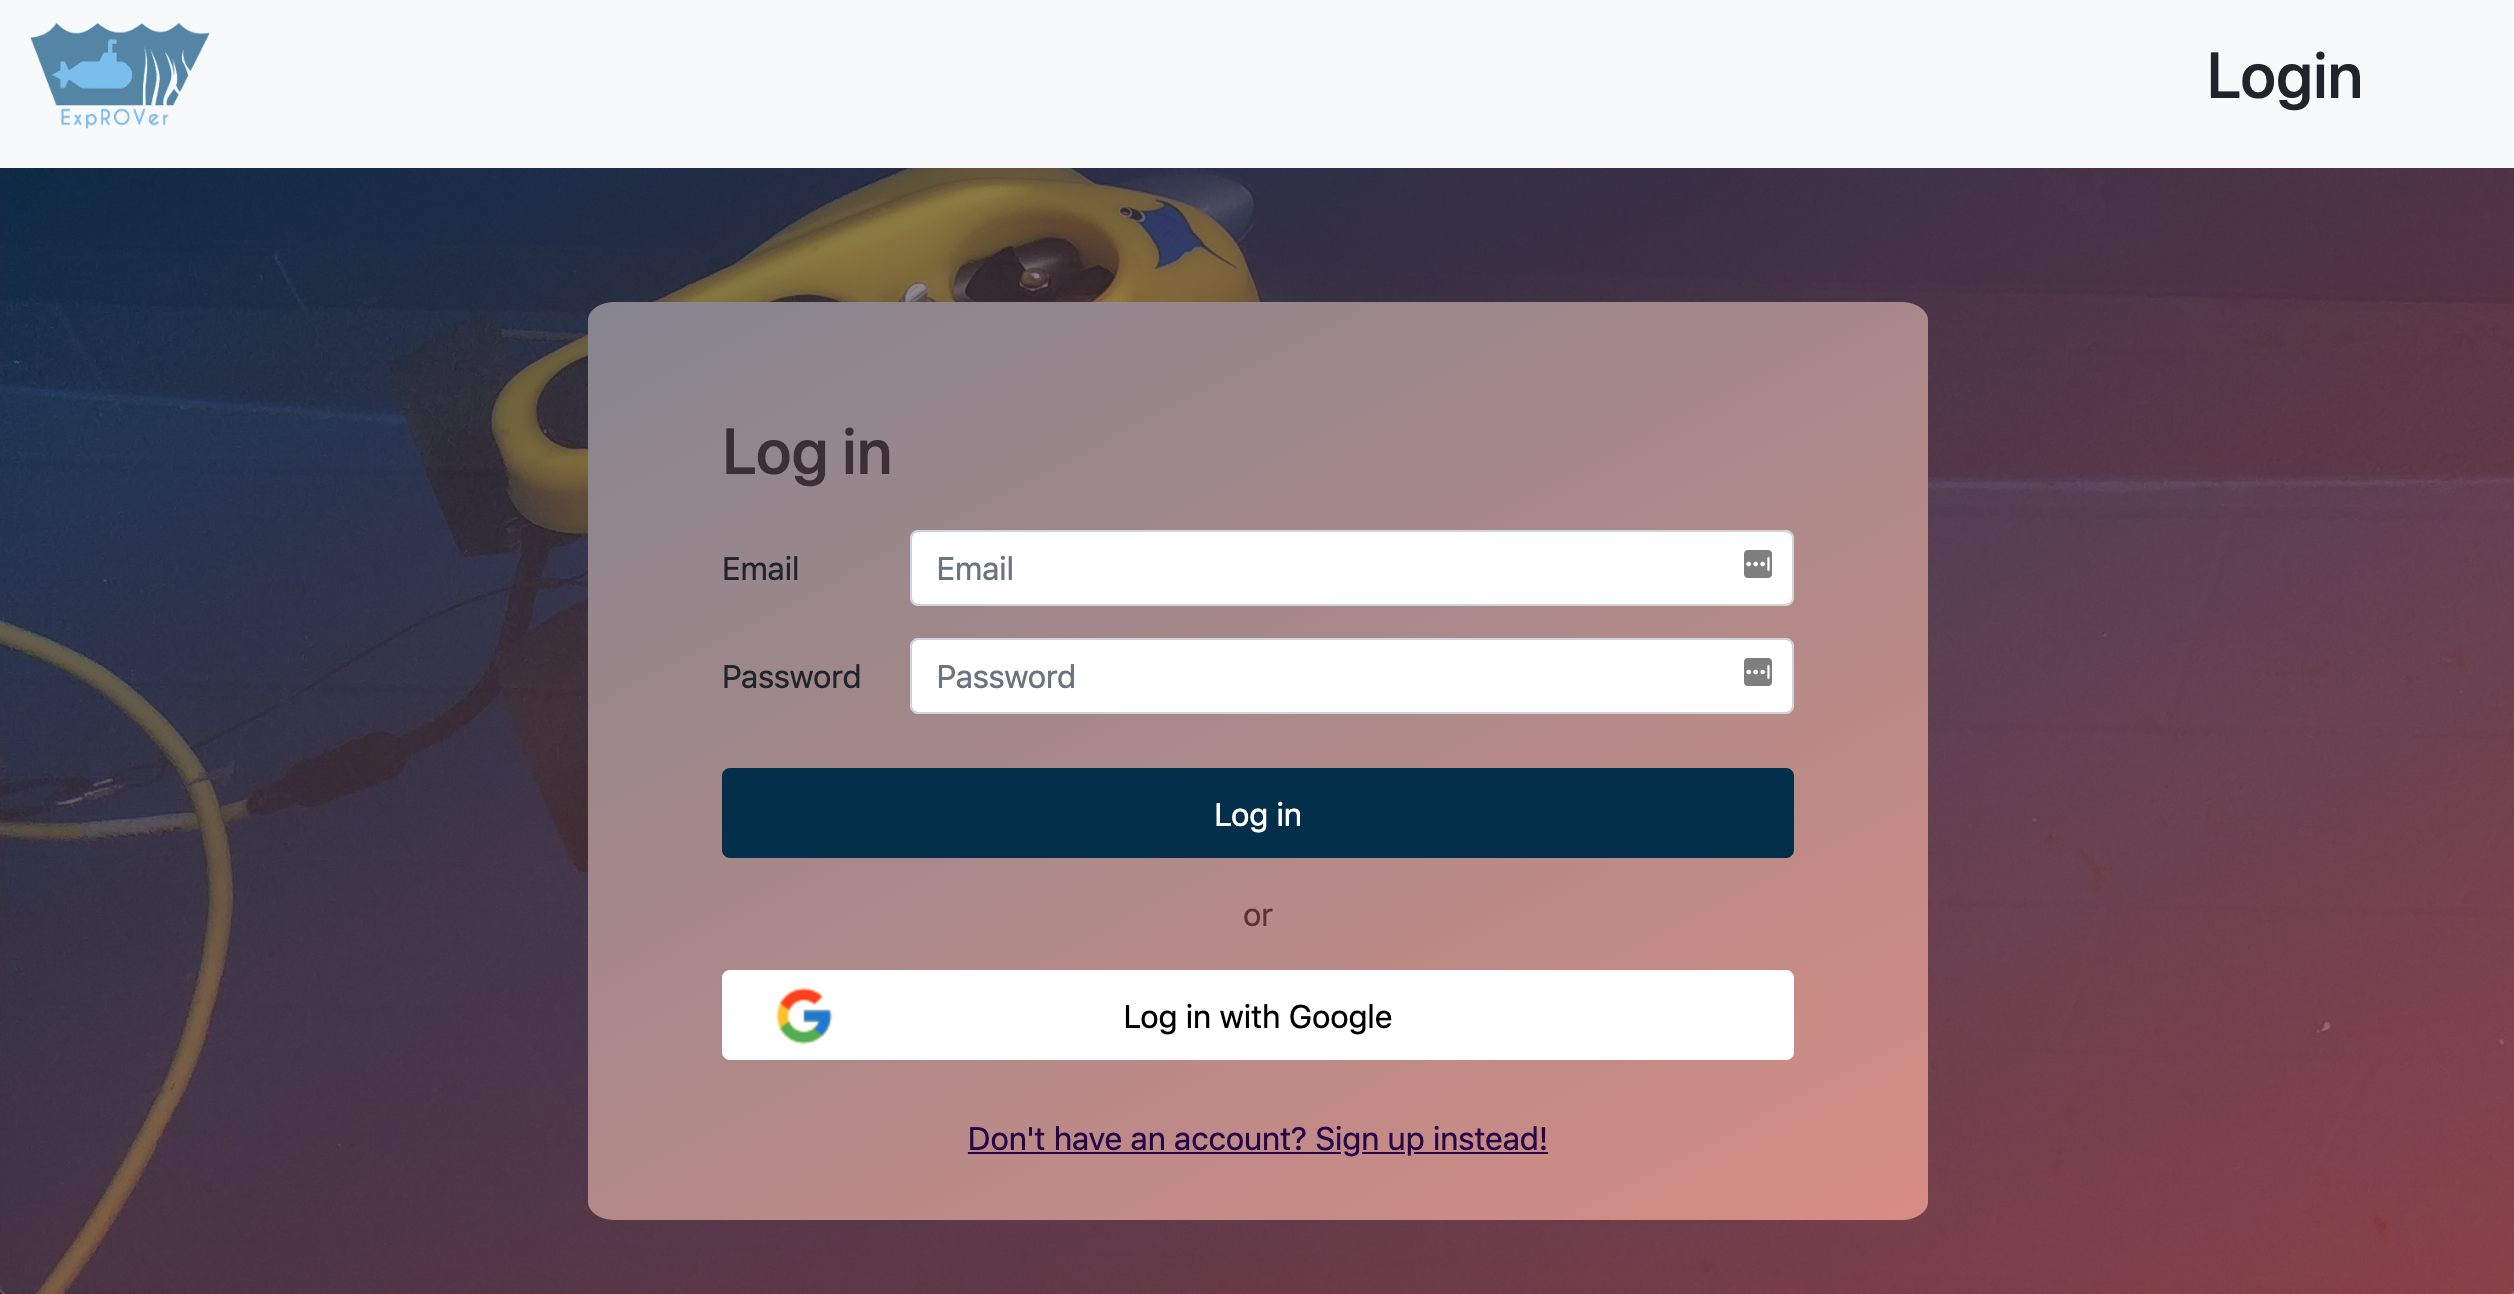 ExpROVer
Login
Log in
Email
Email
Password
Password
Log in
or
Log in with Google
Don't have an account? Sign up instead!